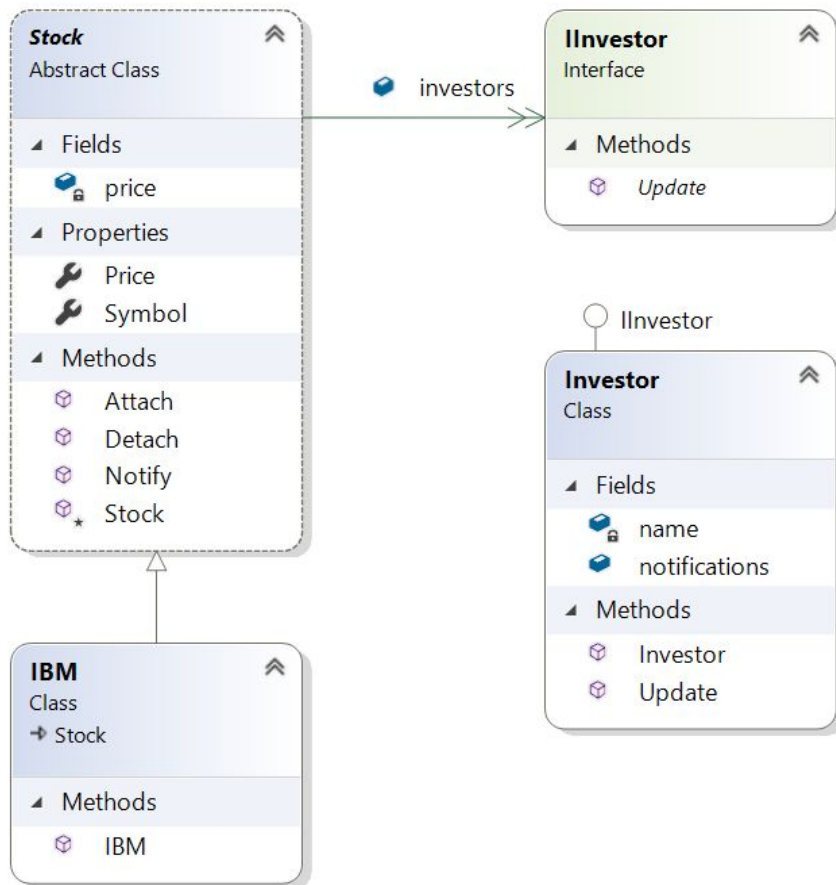 Stock
Abstract Class
Fields
price
Properties
Price
Symbol
Methods
Attach
Detach
Notify
Stock
investors
IInvestor
Interface
Methods
Update
IInvestor
Investor
Class
Fields
name
notifications
Methods
Investor
Update
IBM
Class
Stock
Methods
IBM